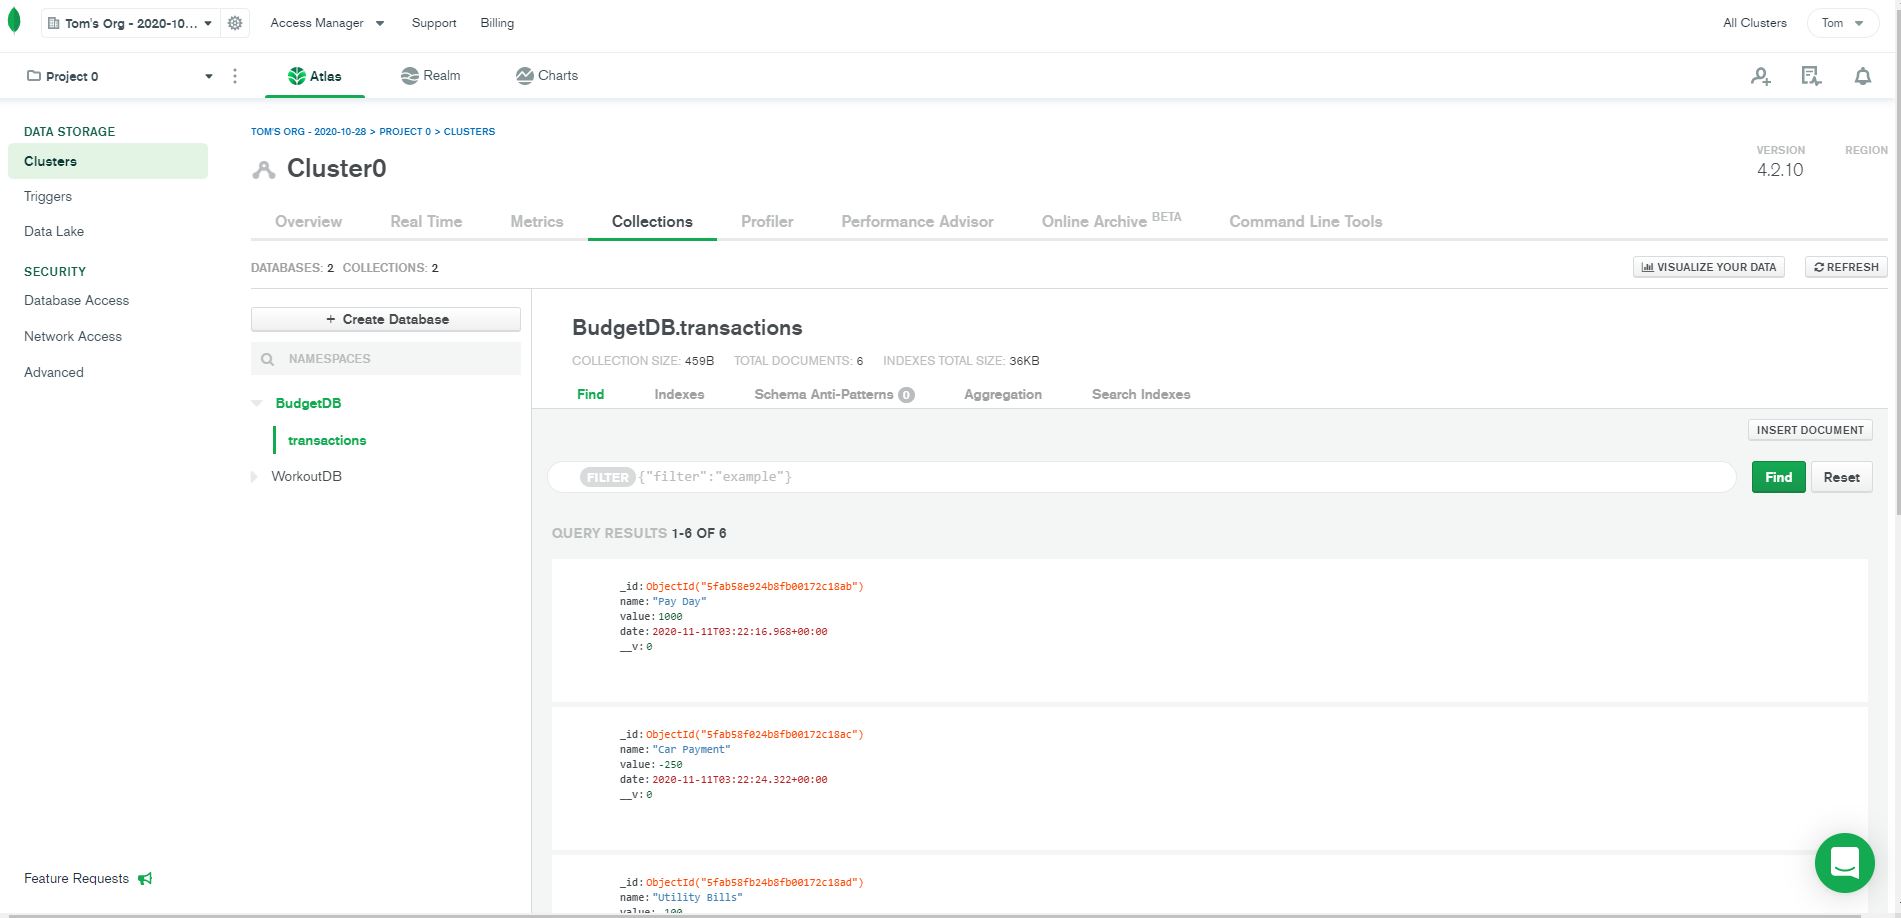 Tom's Org - 2020-10... Access Manager Support Billing All Clusters Tom
Project 0 Atlas Realm Charts
DATA STORAGE
Clusters
Triggers
Data Lake
SECURITY
Database Access
Network Access
Advanced
Feature Requests
TOM'S ORG - 2020-10-28 > PROJECT 0 > CLUSTERS
Cluster0
VERSION REGION
4.2.10
Overview Real Time Metrics Collections Profiler Performance Advisor Online Archive BETA Command Line Tools
DATABASES: 2 COLLECTIONS: 2
VISUALIZE YOUR DATA REFRESH
+ Create Database
NAMESPACES
BudgetDB
transactions
WorkoutDB
BudgetDB.transactions
COLLECTION SIZE: 459B TOTAL DOCUMENTS: 6 INDEXES TOTAL SIZE: 36KB
Find Indexes Schema Anti-Patterns 0 Aggregation Search Indexes
INSERT DOCUMENT
FILTER {"filter":"example"} Find Reset
QUERY RESULTS 1-6 OF 6
_id: ObjectId("5fab58e924b8fb00172c18ab")
name: "Pay Day"
value: 1000
date: 2020-11-11T03:22:16.968+00:00
__v: 0
_id: ObjectId("5fab58f024b8fb00172c18ac")
name: "Car Payment"
value: -250
date: 2020-11-11T03:22:24.322+00:00
__v: 0
_id: ObjectId("5fab58fb24b8fb00172c18ad")
name: "Utility Bills"
value: -100